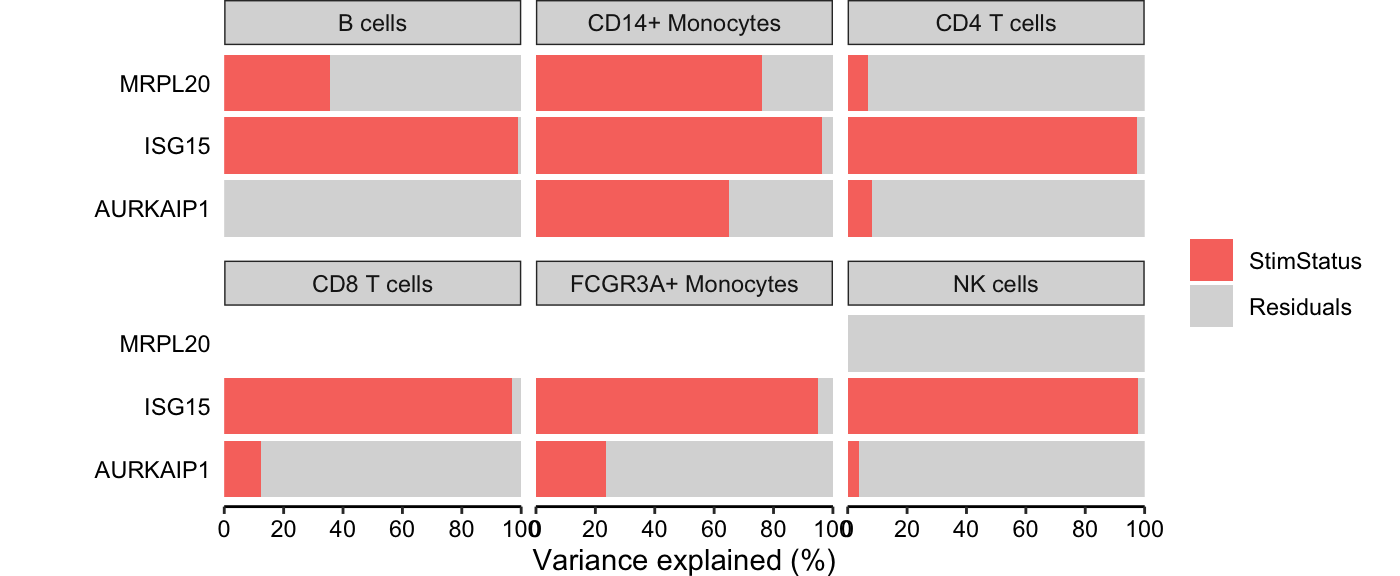 B cells CD14+ Monocytes CD4 T cells
MRPL20
ISG15
AURKAIP1
StimStatus
Residuals
CD8 T cells FCGR3A+ Monocytes NK cells
MRPL20
ISG15
AURKAIP1
0 20 40 60 80 100 0 20 40 60 80 100 0 20 40 60 80 100
Variance explained (%)